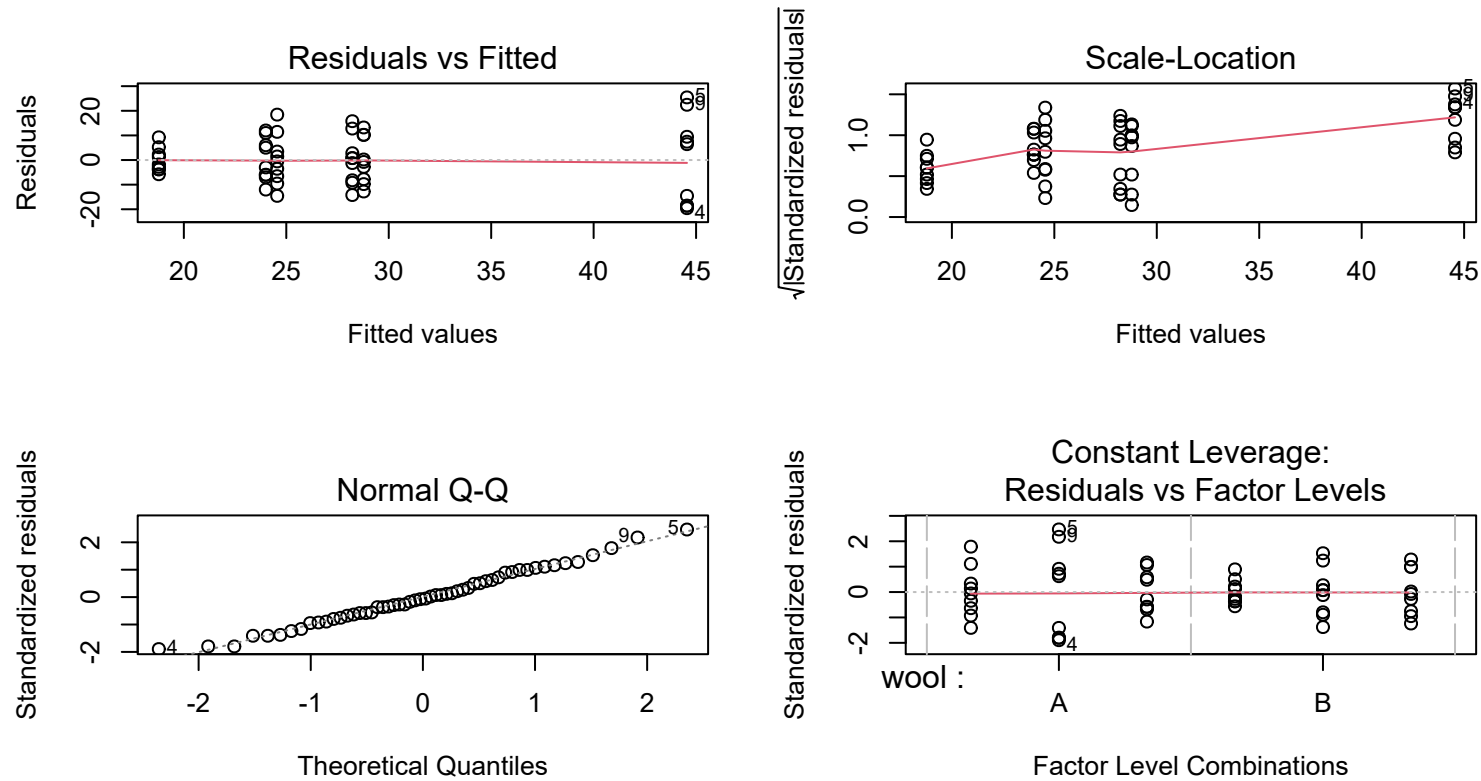 Residuals vs Fitted
Residuals
-20
0
20
5
9
4
20
25
30
35
40
45
Fitted values
Scale-Location
√|Standardized residuals|
0.0
1.0
5
9
4
20
25
30
35
40
45
Fitted values
Normal Q-Q
Standardized residuals
-2
0
2
4
9
5
-2
-1
0
1
2
Theoretical Quantiles
Constant Leverage:
Residuals vs Factor Levels
Standardized residuals
-2
0
2
5
9
4
wool :
A
B
Factor Level Combinations